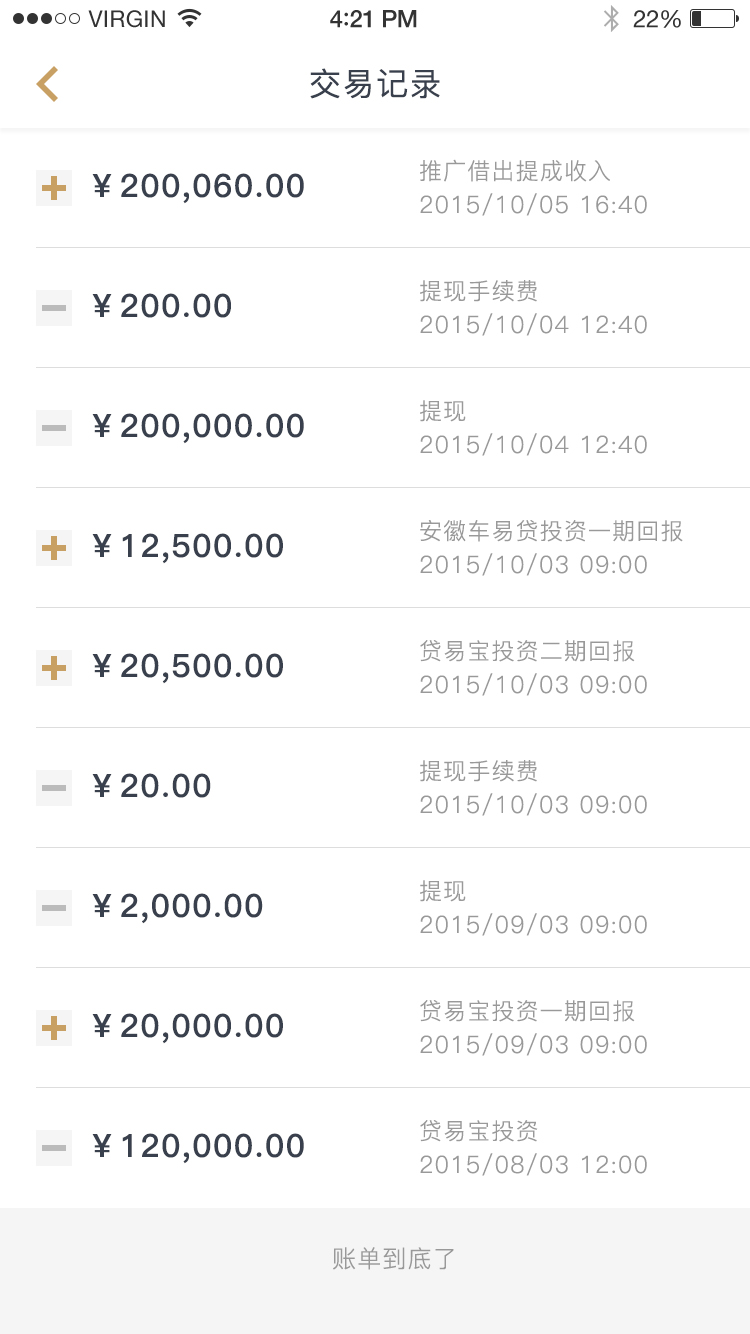 VIRGIN 4:21 PM 22%
交易记录
¥ 200,060.00 推广借出提成收入
2015/10/05 16:40
¥ 200.00 提现手续费
2015/10/04 12:40
¥ 200,000.00 提现
2015/10/04 12:40
¥ 12,500.00 安徽车易贷投资一期回报
2015/10/03 09:00
¥ 20,500.00 贷易宝投资二期回报
2015/10/03 09:00
¥ 20.00 提现手续费
2015/10/03 09:00
¥ 2,000.00 提现
2015/09/03 09:00
¥ 20,000.00 贷易宝投资一期回报
2015/09/03 09:00
¥ 120,000.00 贷易宝投资
2015/08/03 12:00
账单到底了